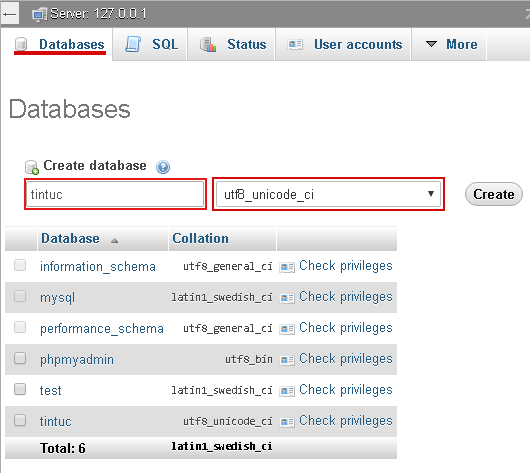 Server: 127.0.0.1
Databases SQL Status User accounts More
Databases
Create database
tintuc utf8_unicode_ci Create
Database Collation
information_schema utf8_general_ci Check privileges
mysql latin1_swedish_ci Check privileges
performance_schema utf8_general_ci Check privileges
phpmyadmin utf8_bin Check privileges
test latin1_swedish_ci Check privileges
tintuc utf8_unicode_ci Check privileges
Total: 6 latin1_swedish_ci